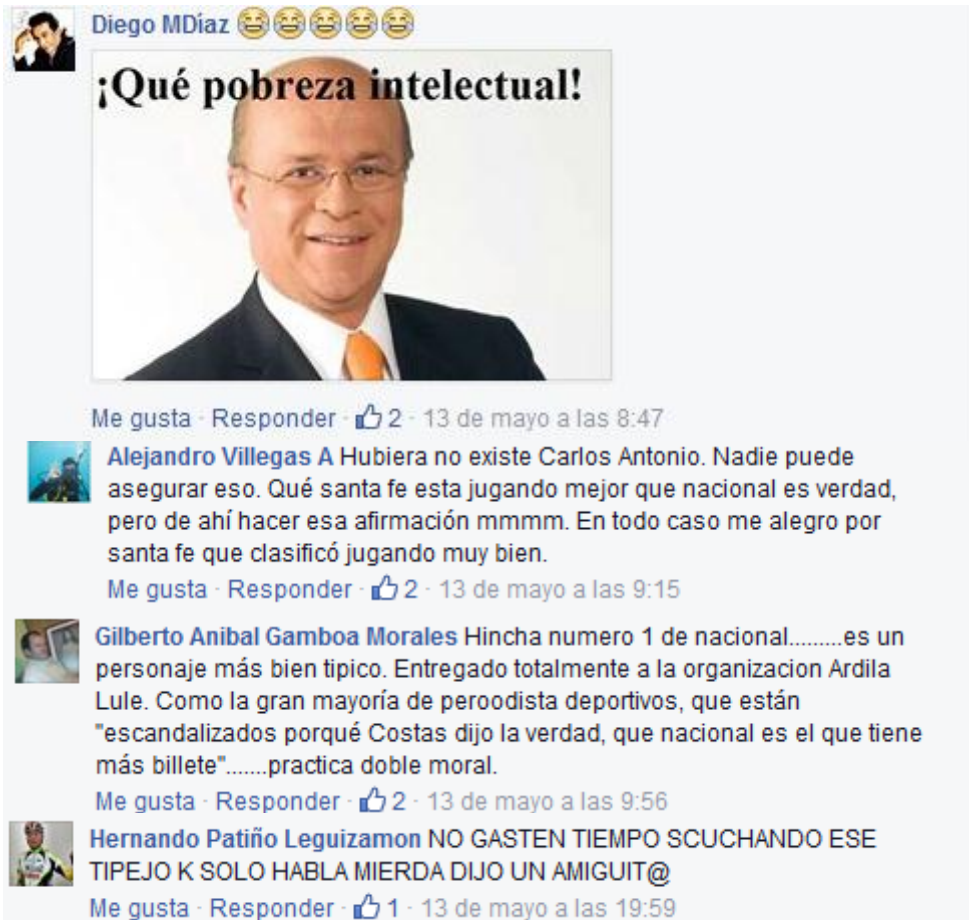 Diego MDíaz 😂😂😂😂😂
¡Qué pobreza intelectual!
Me gusta · Responder · 2 · 13 de mayo a las 8:47
Alejandro Villegas A Hubiera no existe Carlos Antonio. Nadie puede
asegurar eso. Qué santa fe esta jugando mejor que nacional es verdad,
pero de ahí hacer esa afirmación mmmm. En todo caso me alegro por
santa fe que clasificó jugando muy bien.
Me gusta · Responder · 2 · 13 de mayo a las 9:15
Gilberto Anibal Gamboa Morales Hincha numero 1 de nacional.........es un
personaje más bien tipico. Entregado totalmente a la organizacion Ardila
Lule. Como la gran mayoría de peroodista deportivos, que están
"escandalizados porqué Costas dijo la verdad, que nacional es el que tiene
más billete".......practica doble moral.
Me gusta · Responder · 2 · 13 de mayo a las 9:56
Hernando Patiño Leguizamon NO GASTEN TIEMPO SCUCHANDO ESE
TIPEJO K SOLO HABLA MIERDA DIJO UN AMIGUIT@
Me gusta · Responder · 1 · 13 de mayo a las 19:59